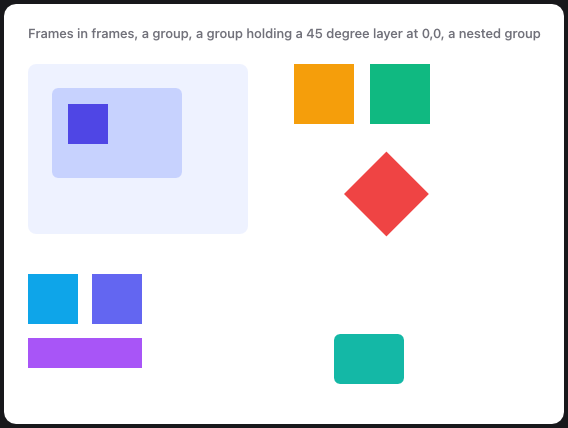 Frames in frames, a group, a group holding a 45 degree layer at 0,0, a nested group